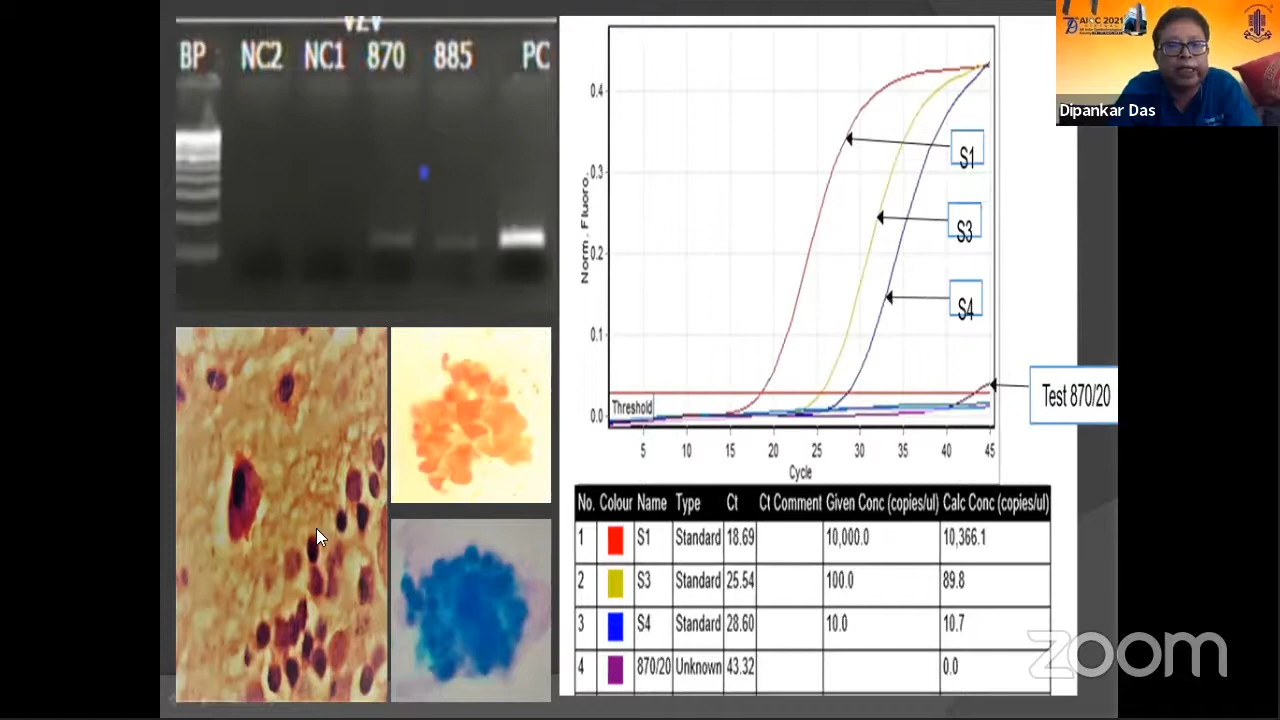 VZV
BP NC2 NC1 870 885 PC
Norm. Fluoro.
0.4
0.3
0.2
0.1
0.0
Threshold
5 10 15 20 25 30 35 40 45
Cycle
S1
S3
S4
Test 870/20
No. Colour Name Type Ct Ct Comment Given Conc (copies/ul) Calc Conc (copies/ul)
1 S1 Standard 18.69 10,000.0 10,366.1
2 S3 Standard 25.54 100.0 89.8
3 S4 Standard 28.60 10.0 10.7
4 870/20 Unknown 43.32 0.0
AIOC 2021
Dipankar Das
zoom